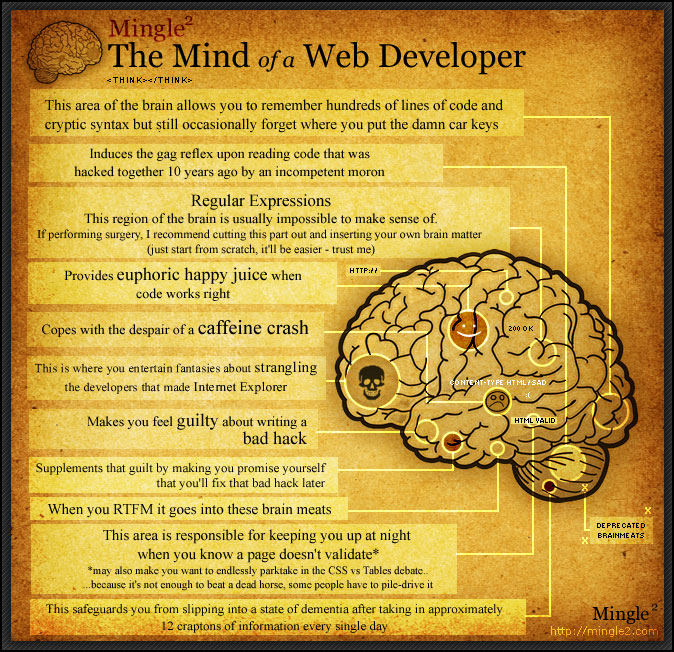 Mingle²
The Mind of a Web Developer
<THINK></THINK>
This area of the brain allows you to remember hundreds of lines of code and
cryptic syntax but still occasionally forget where you put the damn car keys
Induces the gag reflex upon reading code that was
hacked together 10 years ago by an incompetent moron
Regular Expressions
This region of the brain is usually impossible to make sense of.
If performing surgery, I recommend cutting this part out and inserting your own brain matter
(just start from scratch, it'll be easier - trust me)
Provides euphoric happy juice when
code works right
HTTP://
Copes with the despair of a caffeine crash
200 OK
This is where you entertain fantasies about strangling
the developers that made Internet Explorer
CONTENT-TYPE HTML/SAD
:(
Makes you feel guilty about writing a
bad hack
HTML VALID
Supplements that guilt by making you promise yourself
that you'll fix that bad hack later
When you RTFM it goes into these brain meats
X
X
X
DEPRECATED
BRAINMEATS
This area is responsible for keeping you up at night
when you know a page doesn't validate*
*may also make you want to endlessly parktake in the CSS vs Tables debate..
...because it's not enough to beat a dead horse, some people have to pile-drive it
This safeguards you from slipping into a state of dementia after taking in approximately
12 craptons of information every single day
Mingle²
http://mingle2.com